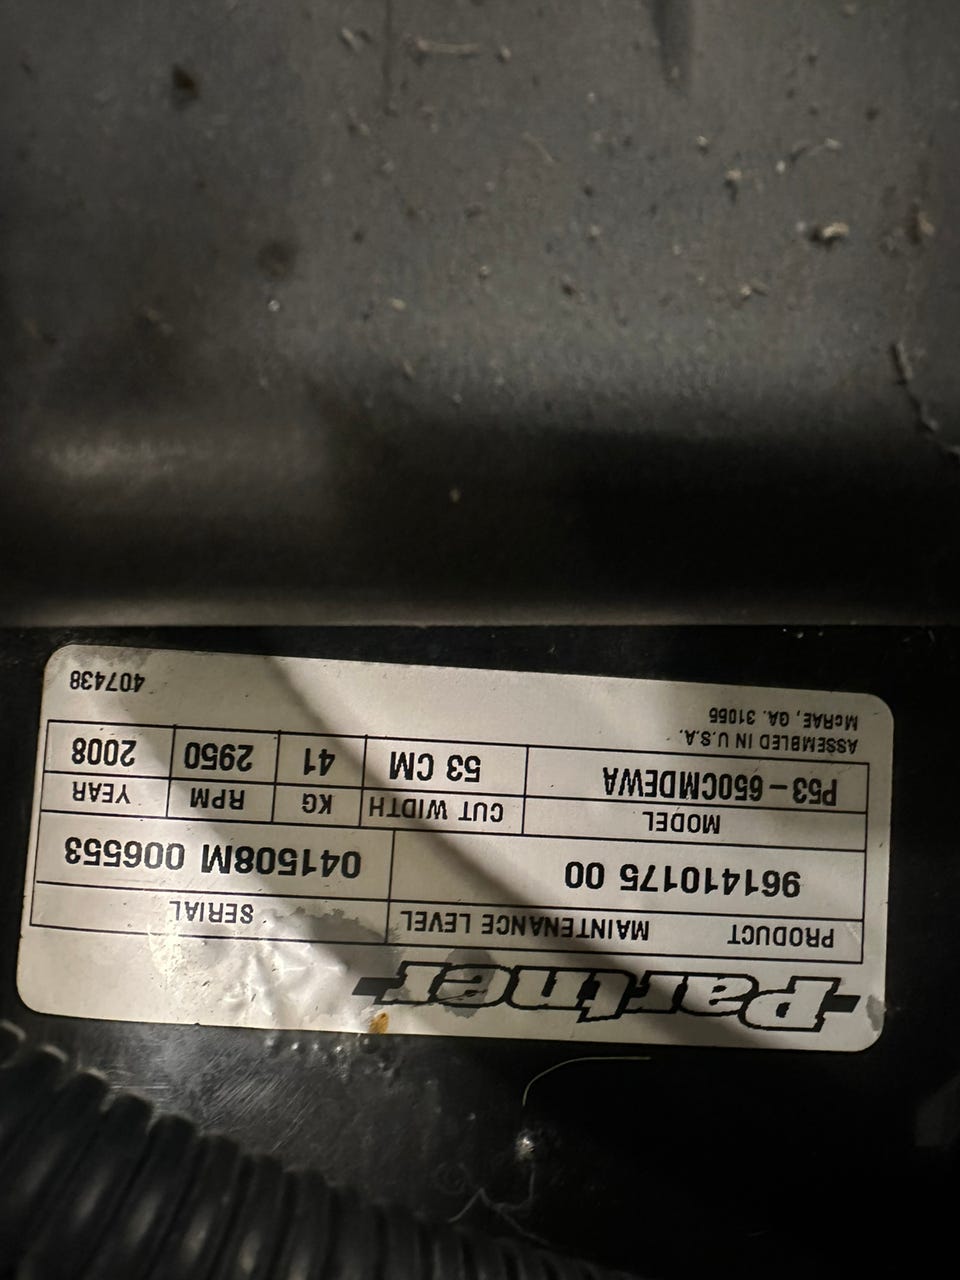 Partner
PRODUCT MAINTENANCE LEVEL SERIAL
961410175 00 041508M 006553
MODEL CUT WIDTH KG RPM YEAR
P53-650CMDEWA 53 CM 41 2950 2008
ASSEMBLED IN U.S.A.
McRAE, GA. 31055 407438